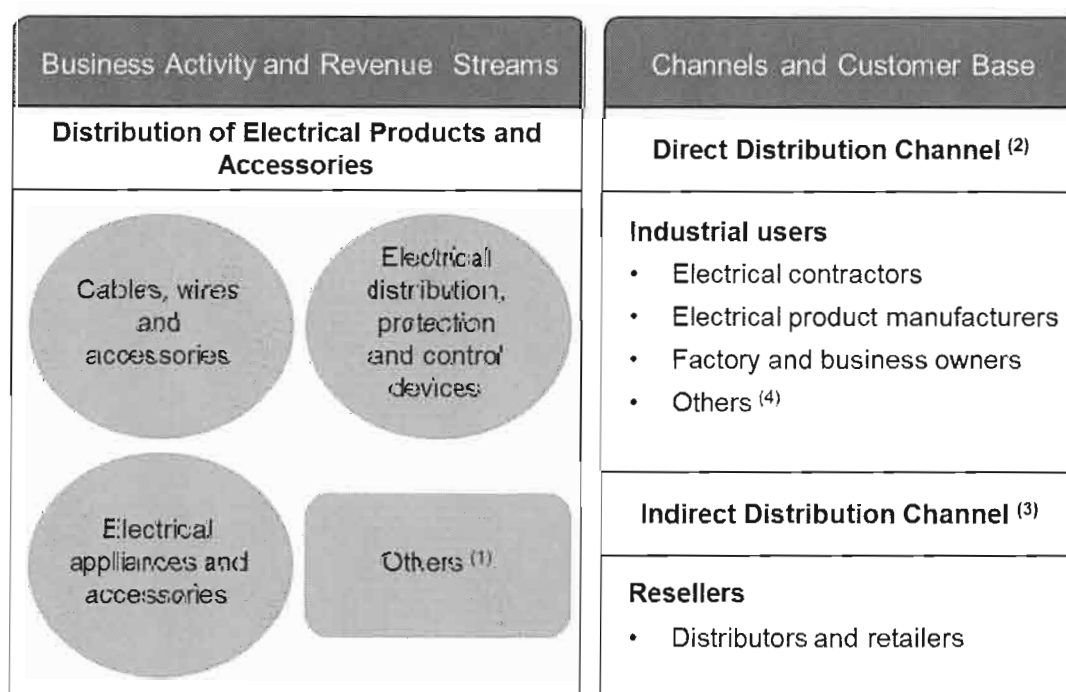 Business Activity and Revenue Streams
Distribution of Electrical Products and
Accessories
Cables, wires
and
accessories
Electrical
distribution,
protection
and control
devices
Electrical
appliances and
accessories
Others (1)
Channels and Customer Base
Direct Distribution Channel (2)
Industrial users
• Electrical contractors
• Electrical product manufacturers
• Factory and business owners
• Others (4)
Indirect Distribution Channel (3)
Resellers
• Distributors and retailers